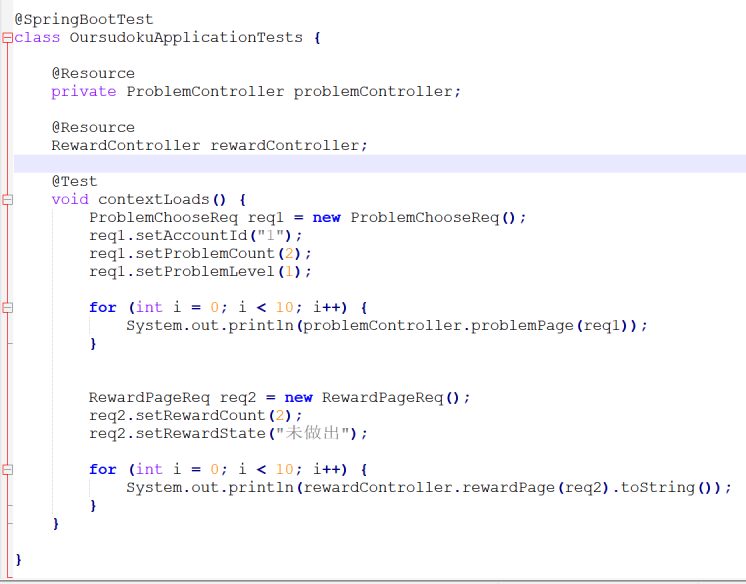 @SpringBootTest
class OursudokuApplicationTests {
@Resource
private ProblemController problemController;
@Resource
RewardController rewardController;
@Test
void contextLoads() {
ProblemChooseReq req1 = new ProblemChooseReq();
req1.setAccountId("1");
req1.setProblemCount(2);
req1.setProblemLevel(1);
for (int i = 0; i < 10; i++) {
System.out.println(problemController.problemPage(req1));
}
RewardPageReq req2 = new RewardPageReq();
req2.setRewardCount(2);
req2.setRewardState("未做出");
for (int i = 0; i < 10; i++) {
System.out.println(rewardController.rewardPage(req2).toString());
}
}
}